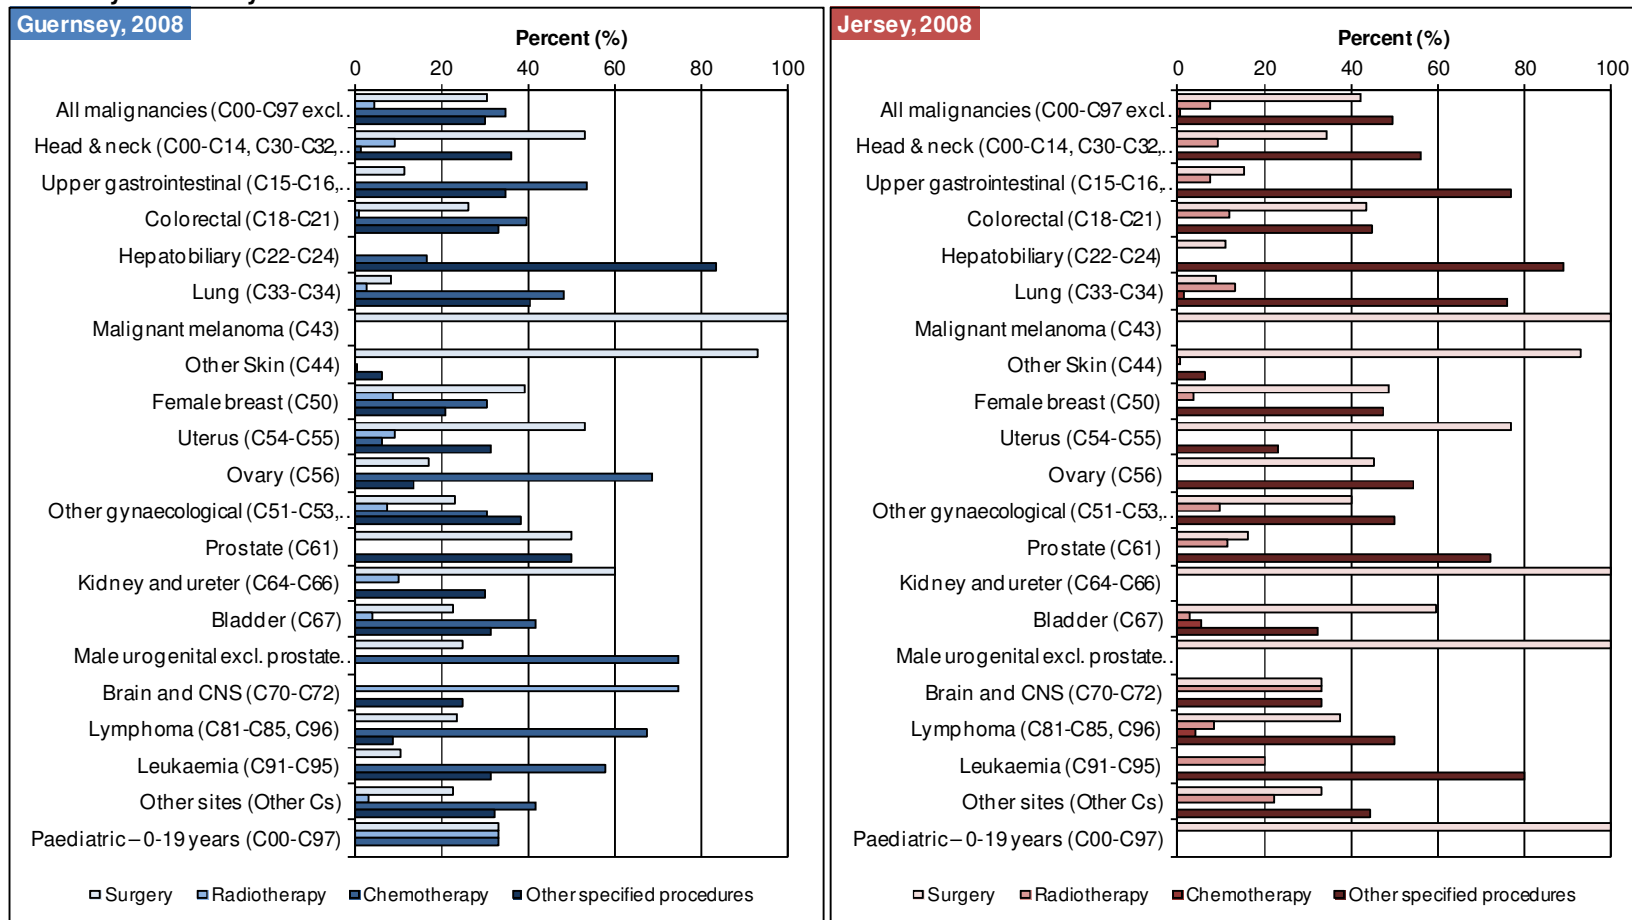 Guernsey, 2008
Percent (%)
0 20 40 60 80 100
All malignancies (C00-C97 excl..
Head & neck (C00-C14, C30-C32,..
Upper gastrointestinal (C15-C16,..
Colorectal (C18-C21)
Hepatobiliary (C22-C24)
Lung (C33-C34)
Malignant melanoma (C43)
Other Skin (C44)
Female breast (C50)
Uterus (C54-C55)
Ovary (C56)
Other gynaecological (C51-C53,..
Prostate (C61)
Kidney and ureter (C64-C66)
Bladder (C67)
Male urogenital excl. prostate..
Brain and CNS (C70-C72)
Lymphoma (C81-C85, C96)
Leukaemia (C91-C95)
Other sites (Other Cs)
Paediatric – 0-19 years (C00-C97)
Surgery Radiotherapy Chemotherapy Other specified procedures
Jersey, 2008
Percent (%)
0 20 40 60 80 100
All malignancies (C00-C97 excl..
Head & neck (C00-C14, C30-C32,..
Upper gastrointestinal (C15-C16,..
Colorectal (C18-C21)
Hepatobiliary (C22-C24)
Lung (C33-C34)
Malignant melanoma (C43)
Other Skin (C44)
Female breast (C50)
Uterus (C54-C55)
Ovary (C56)
Other gynaecological (C51-C53,..
Prostate (C61)
Kidney and ureter (C64-C66)
Bladder (C67)
Male urogenital excl. prostate..
Brain and CNS (C70-C72)
Lymphoma (C81-C85, C96)
Leukaemia (C91-C95)
Other sites (Other Cs)
Paediatric – 0-19 years (C00-C97)
Surgery Radiotherapy Chemotherapy Other specified procedures